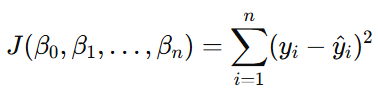 J(β₀, β₁, . . . , βₙ) = ∑ᵢ₌₁ⁿ (yᵢ − ŷᵢ)²